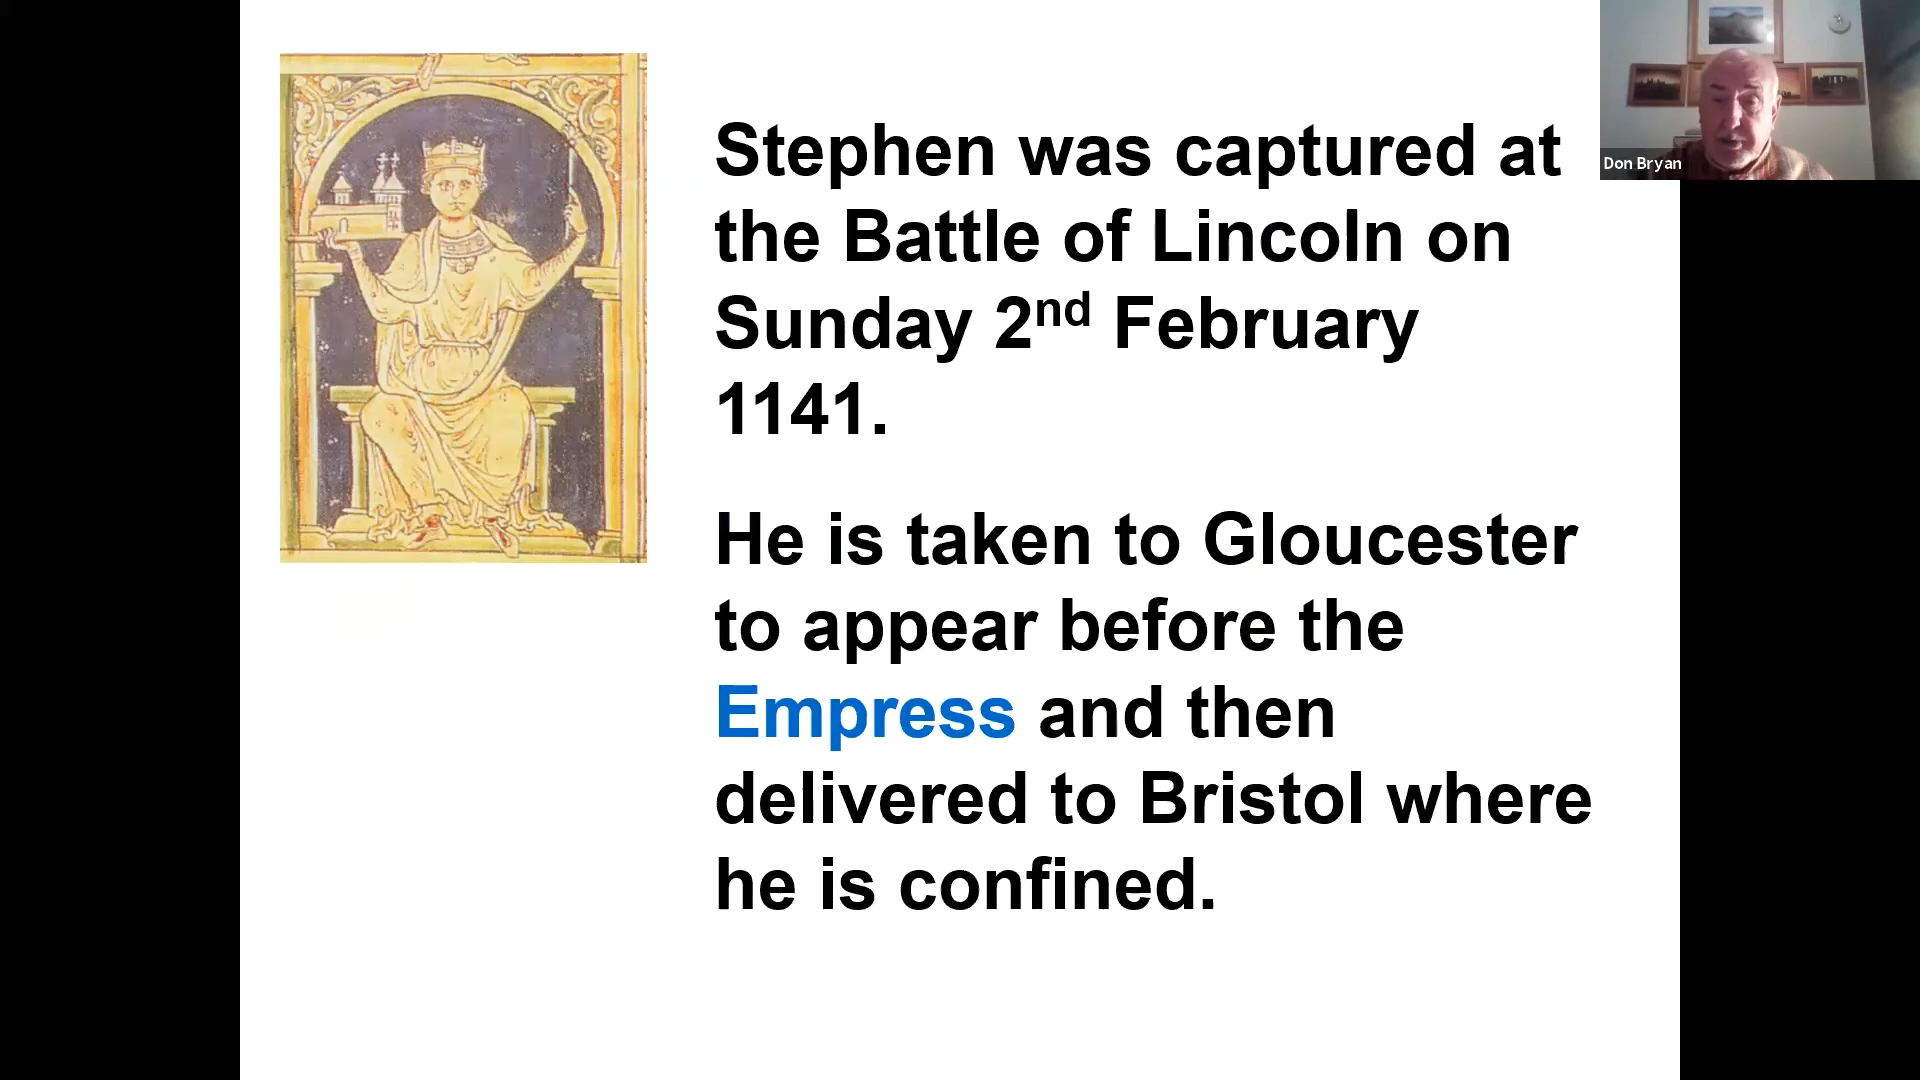 Stephen was captured at
the Battle of Lincoln on
Sunday 2nd February
1141.
He is taken to Gloucester
to appear before the
Empress and then
delivered to Bristol where
he is confined.
Don Bryan